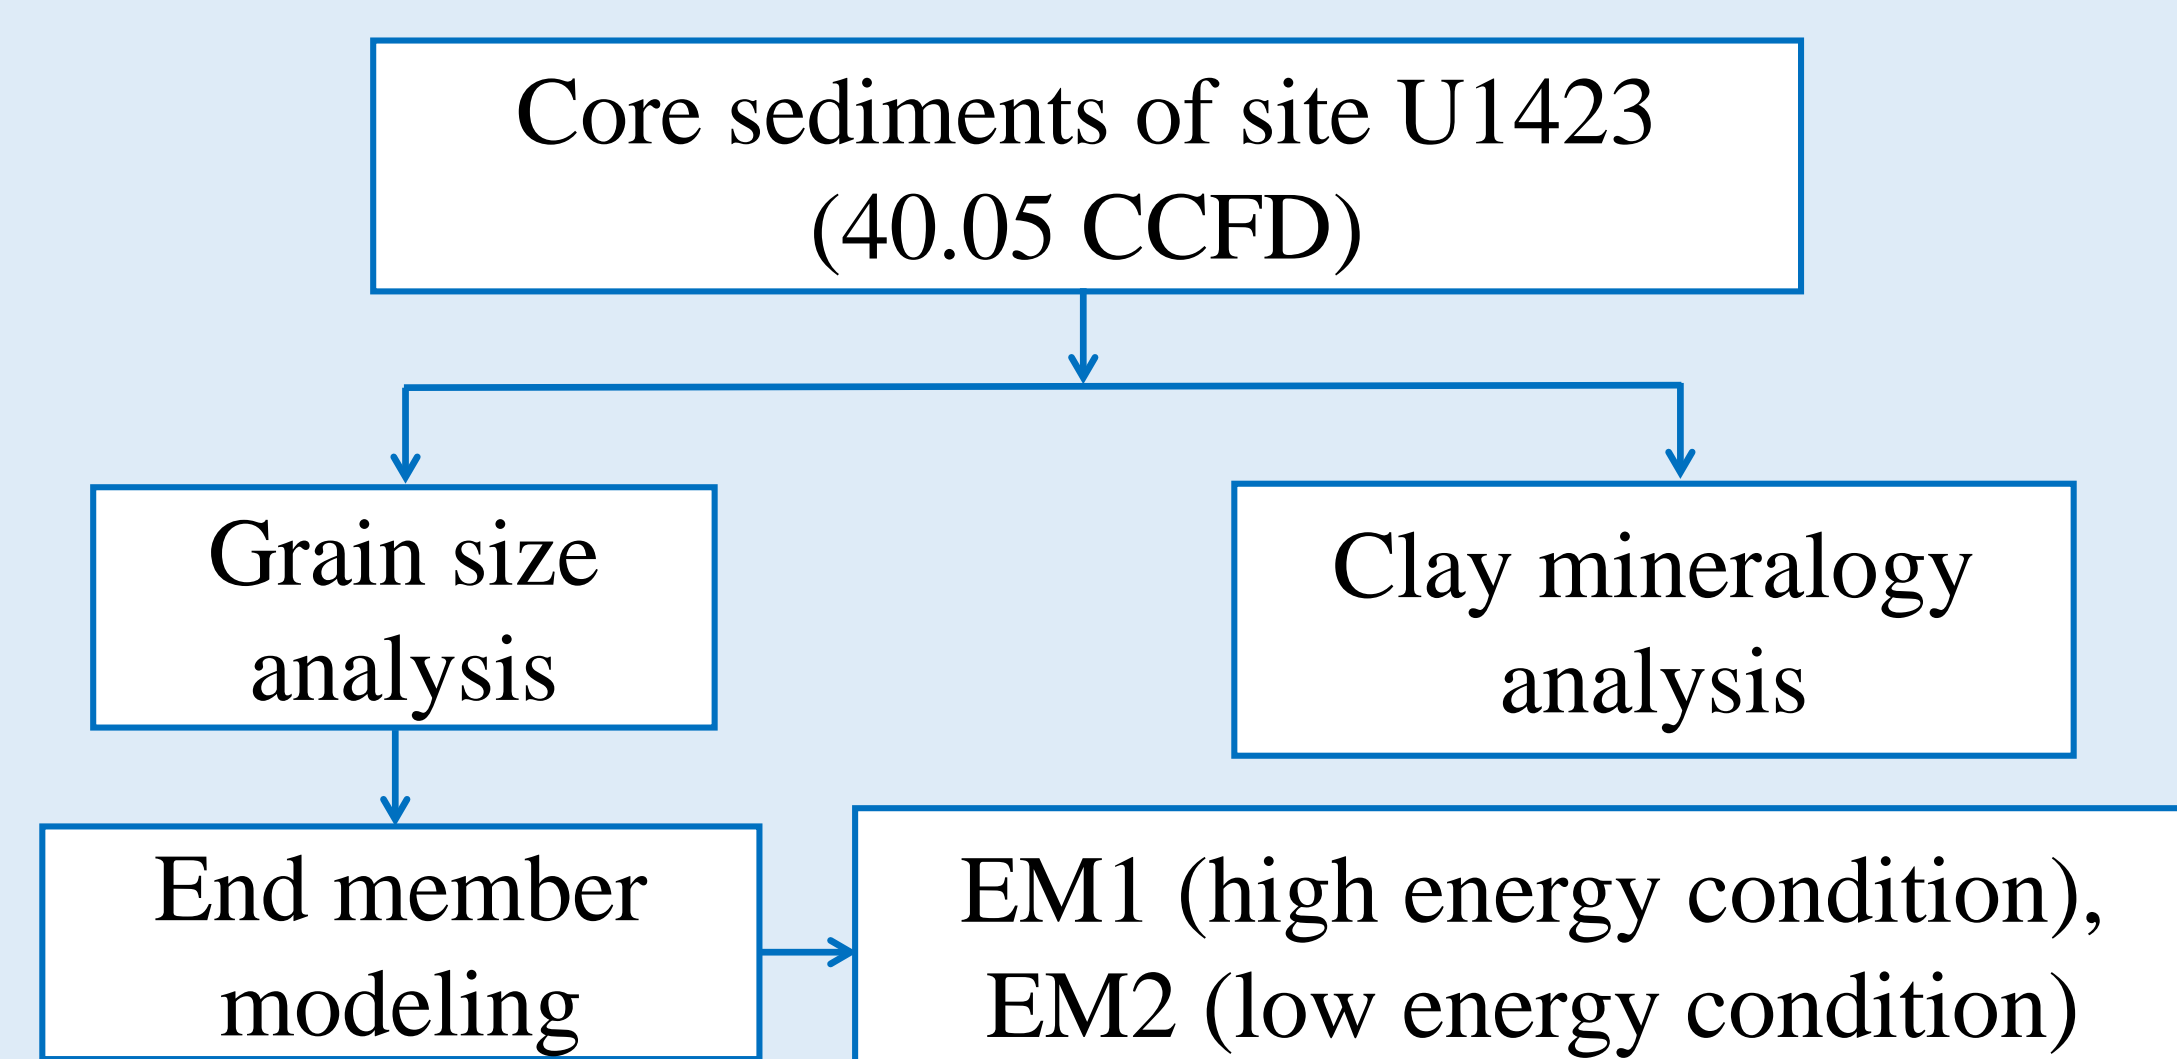 Core sediments of site U1423
(40.05 CCFD)
Grain size
analysis
Clay mineralogy
analysis
End member
modeling
EM1 (high energy condition),
EM2 (low energy condition)